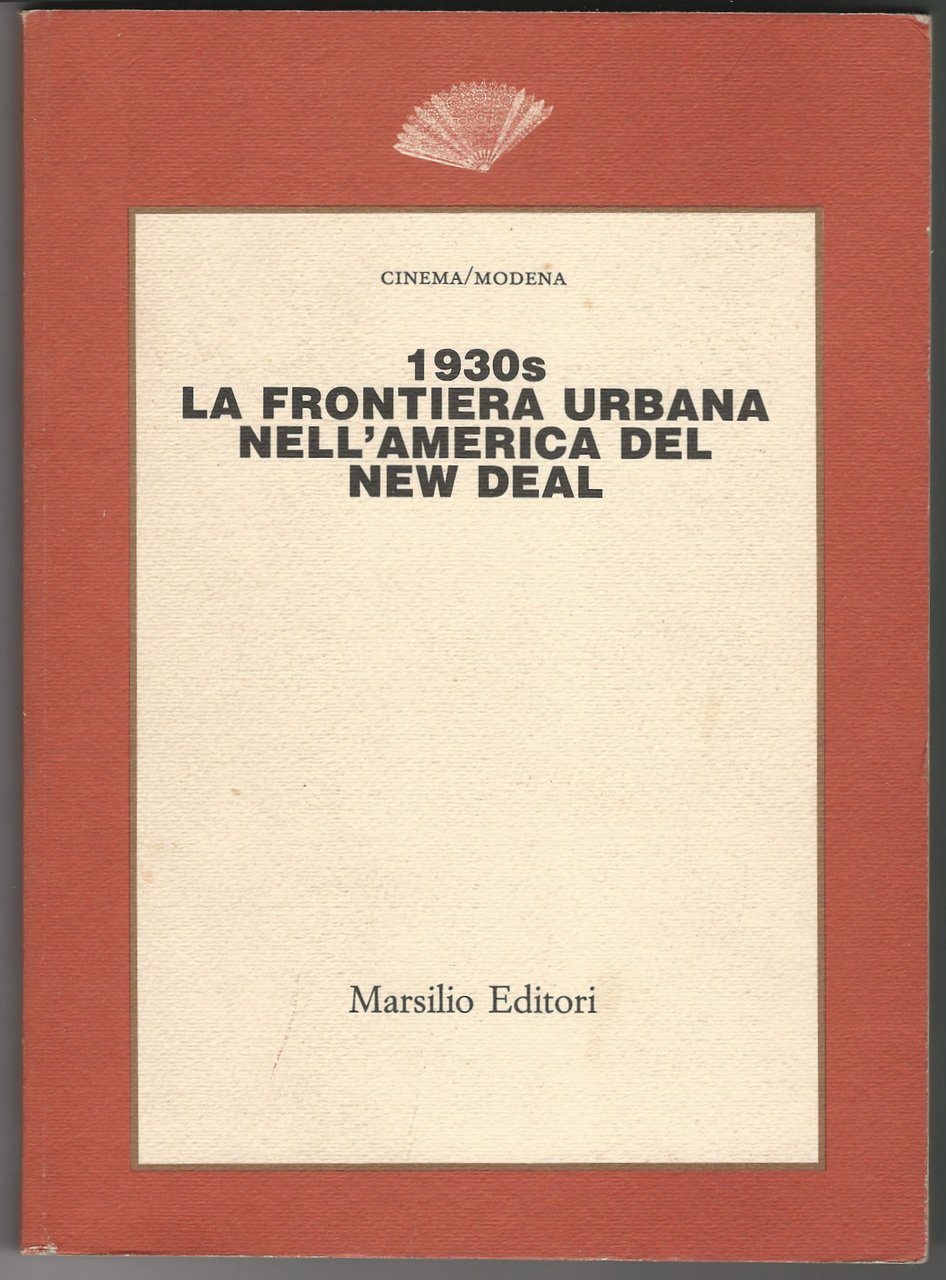 CINEMA/MODENA
1930s
LA FRONTIERA URBANA
NELL'AMERICA DEL
NEW DEAL
Marsilio Editori